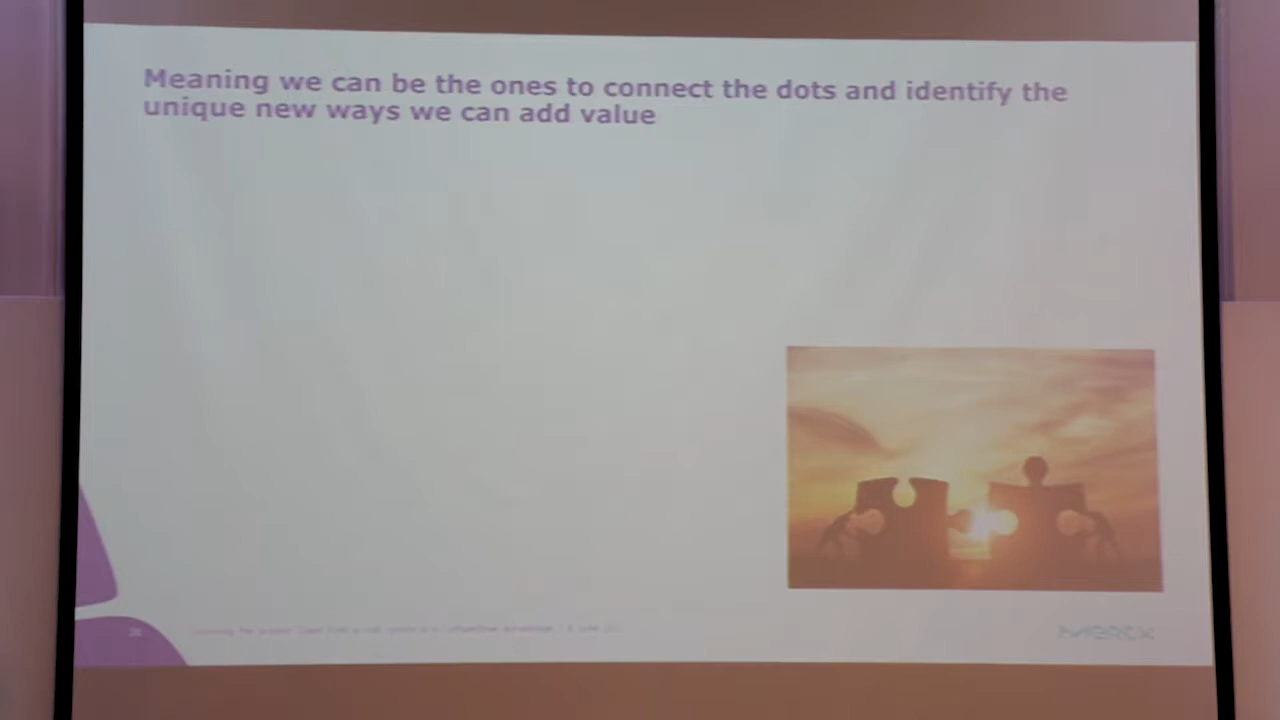 Meaning we can be the ones to connect the dots and identify the
unique new ways we can add value
MERCK